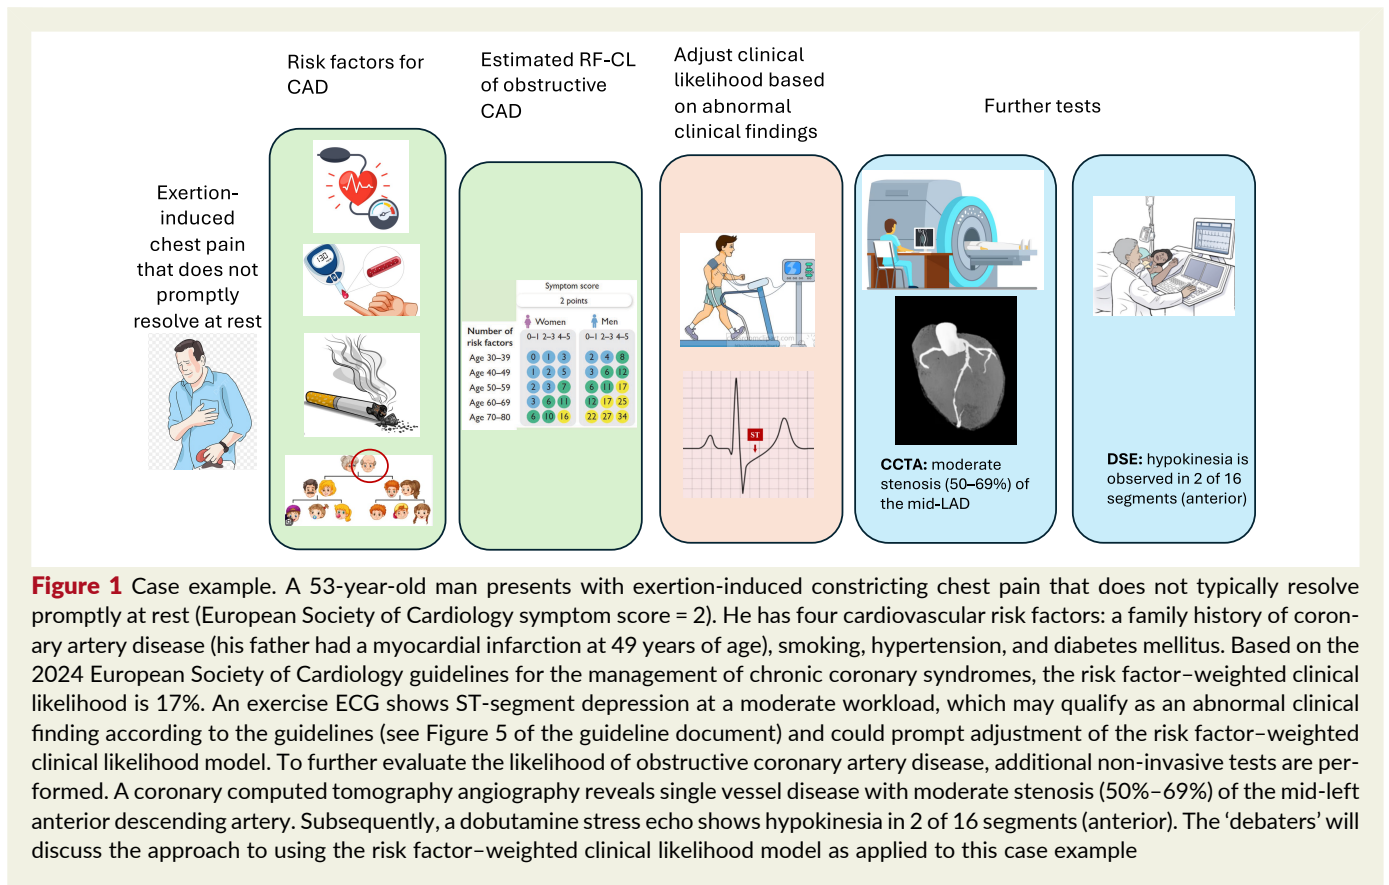 Risk factors for
CAD
Estimated RF-CL
of obstructive
CAD
Adjust clinical
likelihood based
on abnormal
clinical findings
Further tests
Exertion-
induced
chest pain
that does not
promptly
resolve at rest
130
Symptom score
2 points
Women Men
Number of
risk factors
0–1 2–3 4–5 0–1 2–3 4–5
Age 30–39 0 1 3 2 4 8
Age 40–49 1 2 5 3 6 12
Age 50–59 2 3 7 6 11 17
Age 60–69 3 6 11 12 17 25
Age 70–80 6 10 16 22 27 34
ST
CCTA: moderate
stenosis (50–69%) of
the mid-LAD
DSE: hypokinesia is
observed in 2 of 16
segments (anterior)
Figure 1 Case example. A 53-year-old man presents with exertion-induced constricting chest pain that does not typically resolve
promptly at rest (European Society of Cardiology symptom score = 2). He has four cardiovascular risk factors: a family history of coron-
ary artery disease (his father had a myocardial infarction at 49 years of age), smoking, hypertension, and diabetes mellitus. Based on the
2024 European Society of Cardiology guidelines for the management of chronic coronary syndromes, the risk factor–weighted clinical
likelihood is 17%. An exercise ECG shows ST-segment depression at a moderate workload, which may qualify as an abnormal clinical
finding according to the guidelines (see Figure 5 of the guideline document) and could prompt adjustment of the risk factor–weighted
clinical likelihood model. To further evaluate the likelihood of obstructive coronary artery disease, additional non-invasive tests are per-
formed. A coronary computed tomography angiography reveals single vessel disease with moderate stenosis (50%–69%) of the mid-left
anterior descending artery. Subsequently, a dobutamine stress echo shows hypokinesia in 2 of 16 segments (anterior). The ‘debaters’ will
discuss the approach to using the risk factor–weighted clinical likelihood model as applied to this case example